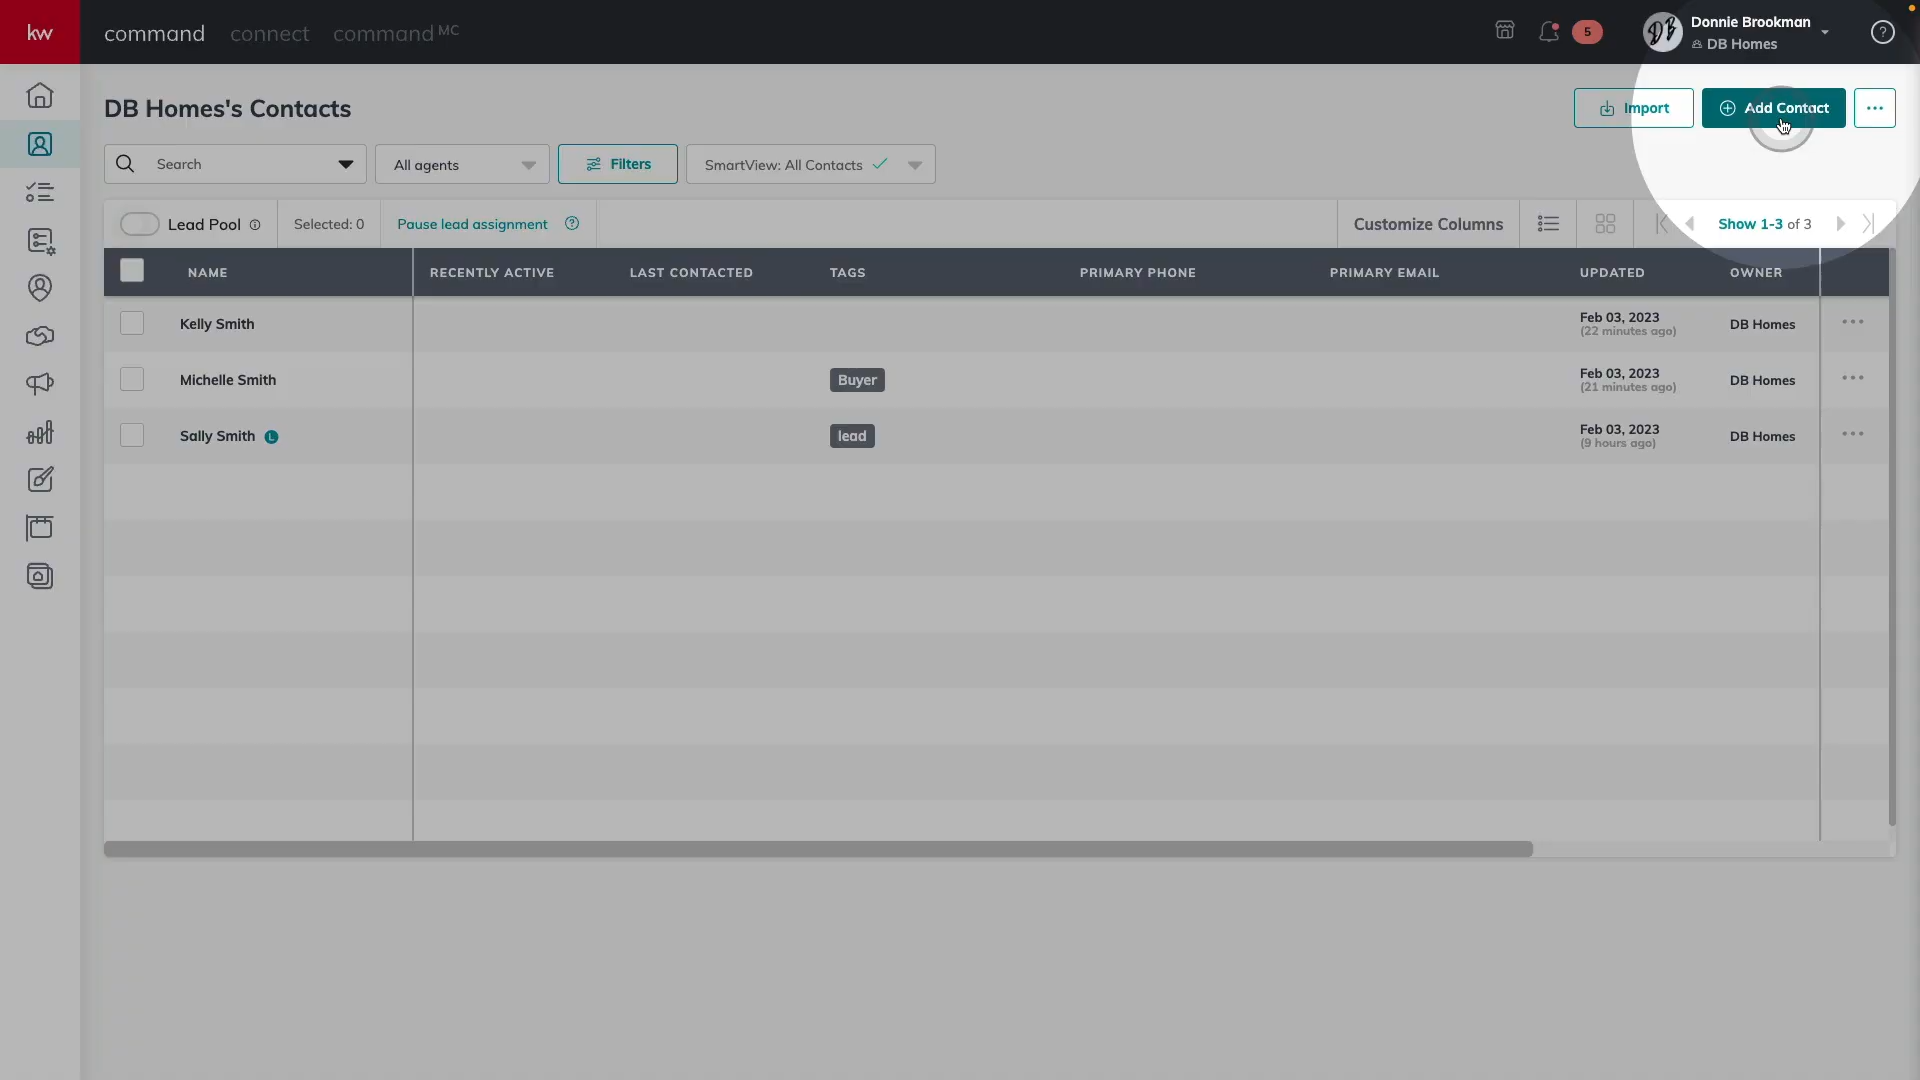 kw
command connect command MC
5
DB
Donnie Brookman
DB Homes
?
DB Homes's Contacts
Import
Add Contact
Search
All agents
Filters
SmartView: All Contacts
Lead Pool
Selected: 0
Pause lead assignment
Customize Columns
Show 1-3 of 3
NAME RECENTLY ACTIVE LAST CONTACTED TAGS PRIMARY PHONE PRIMARY EMAIL UPDATED OWNER
Kelly Smith Feb 03, 2023 DB Homes
(22 minutes ago)
Michelle Smith Buyer Feb 03, 2023 DB Homes
(21 minutes ago)
Sally Smith L lead Feb 03, 2023 DB Homes
(9 hours ago)